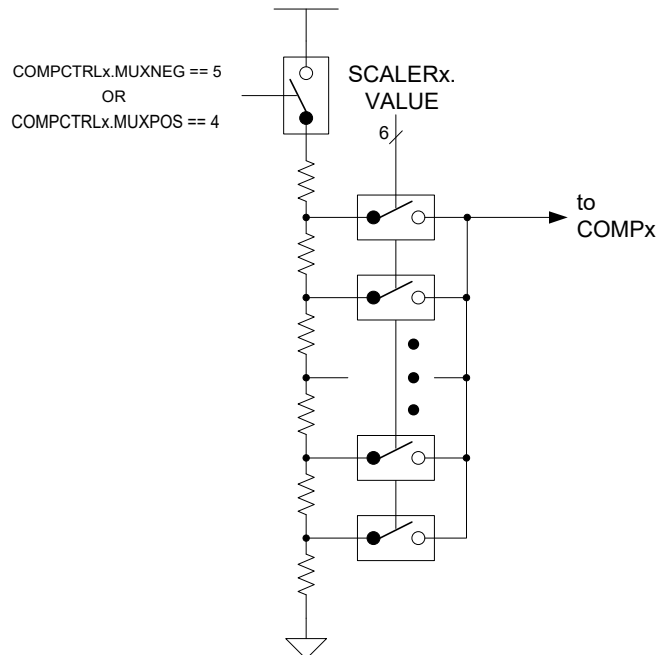 COMPCTRLx.MUXNEG == 5
OR
COMPCTRLx.MUXPOS == 4
SCALERx.
VALUE
6
to
COMPx